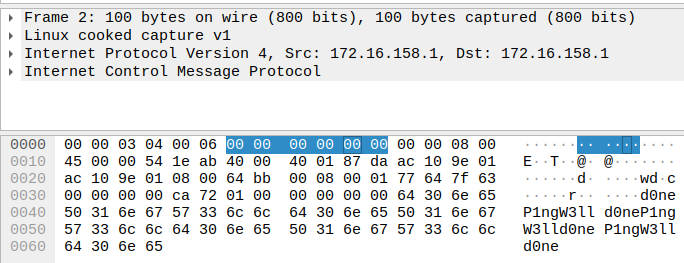 Frame 2: 100 bytes on wire (800 bits), 100 bytes captured (800 bits)
Linux cooked capture v1
Internet Protocol Version 4, Src: 172.16.158.1, Dst: 172.16.158.1
Internet Control Message Protocol
0000 00 00 03 04 00 06 00 00 00 00 00 00 00 00 08 00 ········ ········
0010 45 00 00 54 1e ab 40 00 40 01 87 da ac 10 9e 01 E··T··@· @·······
0020 ac 10 9e 01 08 00 64 bb 00 08 00 01 77 64 7f 63 ······d· ····wd·c
0030 00 00 00 00 ca 72 01 00 00 00 00 00 64 30 6e 65 ·····r·· ····d0ne
0040 50 31 6e 67 57 33 6c 6c 64 30 6e 65 50 31 6e 67 P1ngW3ll d0neP1ng
0050 57 33 6c 6c 64 30 6e 65 50 31 6e 67 57 33 6c 6c W3lld0ne P1ngW3ll
0060 64 30 6e 65 d0ne